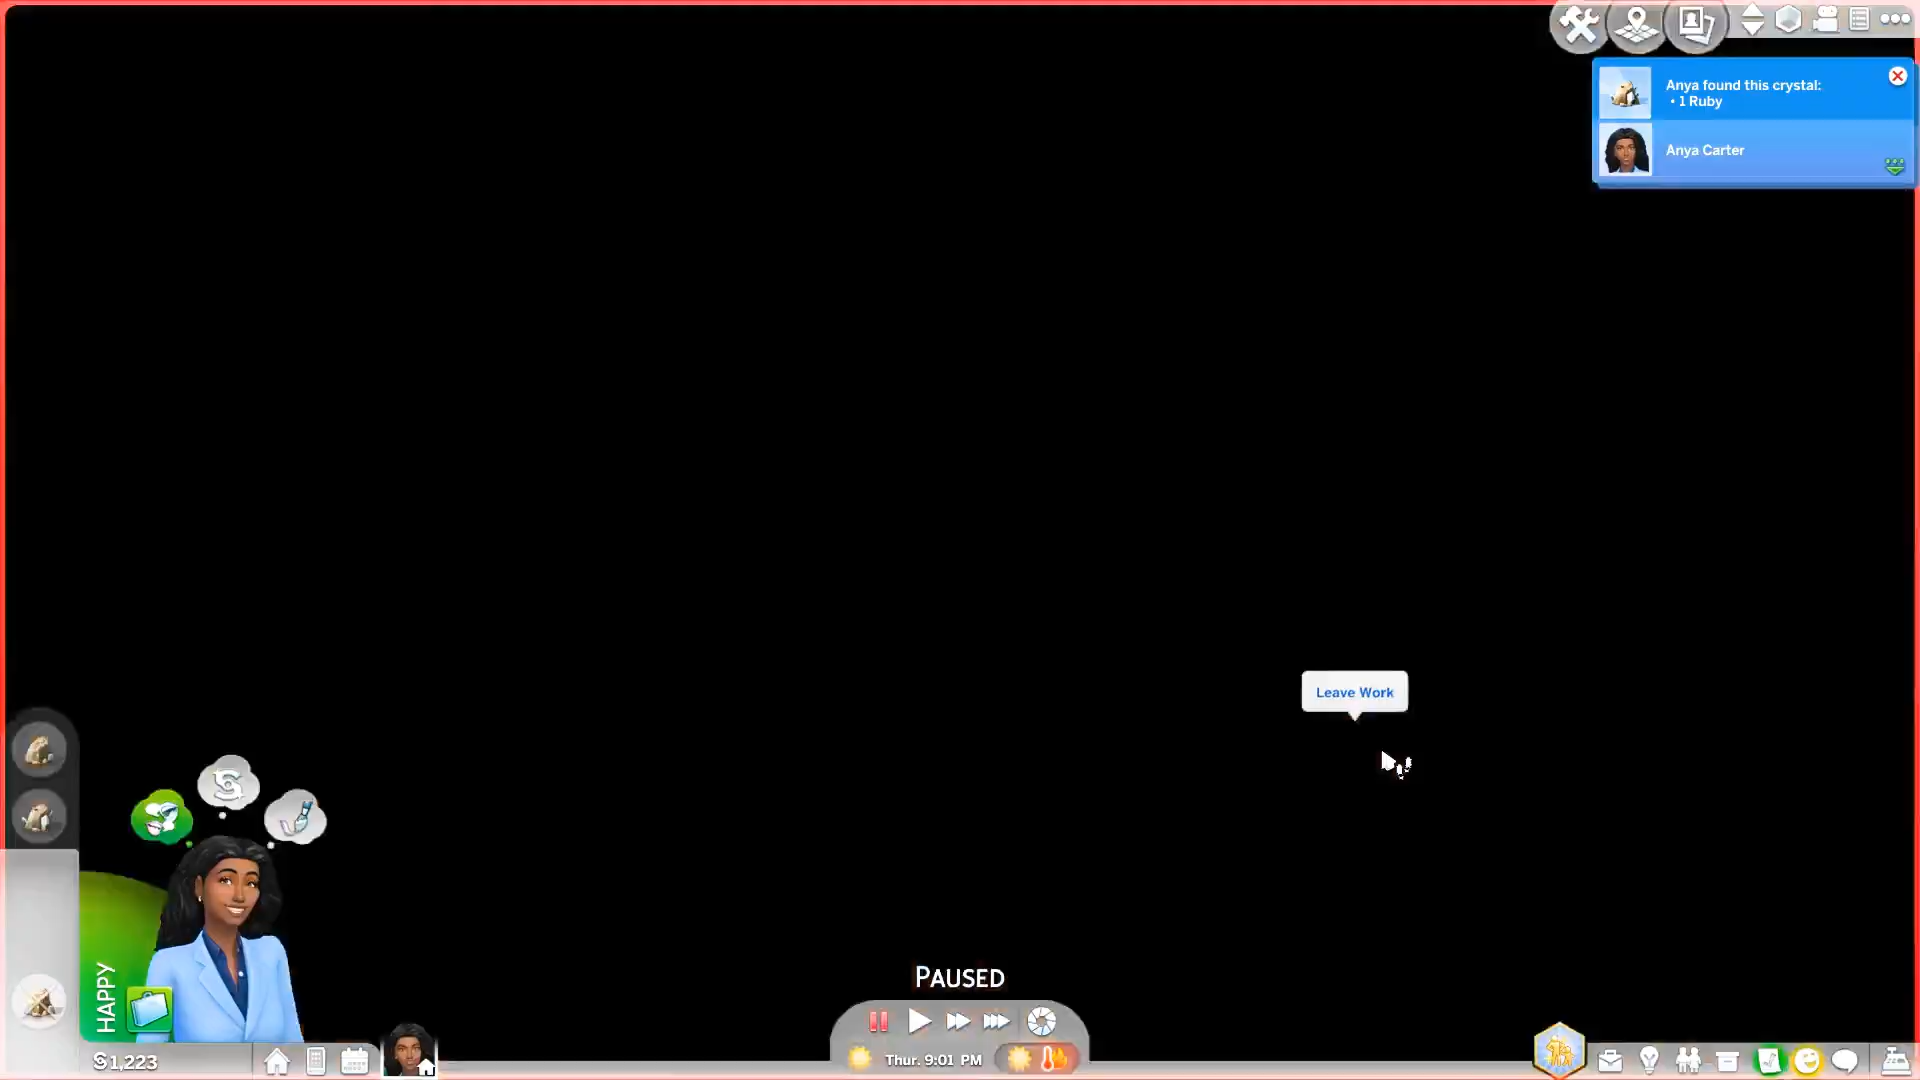 Anya found this crystal:
• 1 Ruby
Anya Carter
Leave Work
HAPPY
PAUSED
§1,223
Thur. 9:01 PM